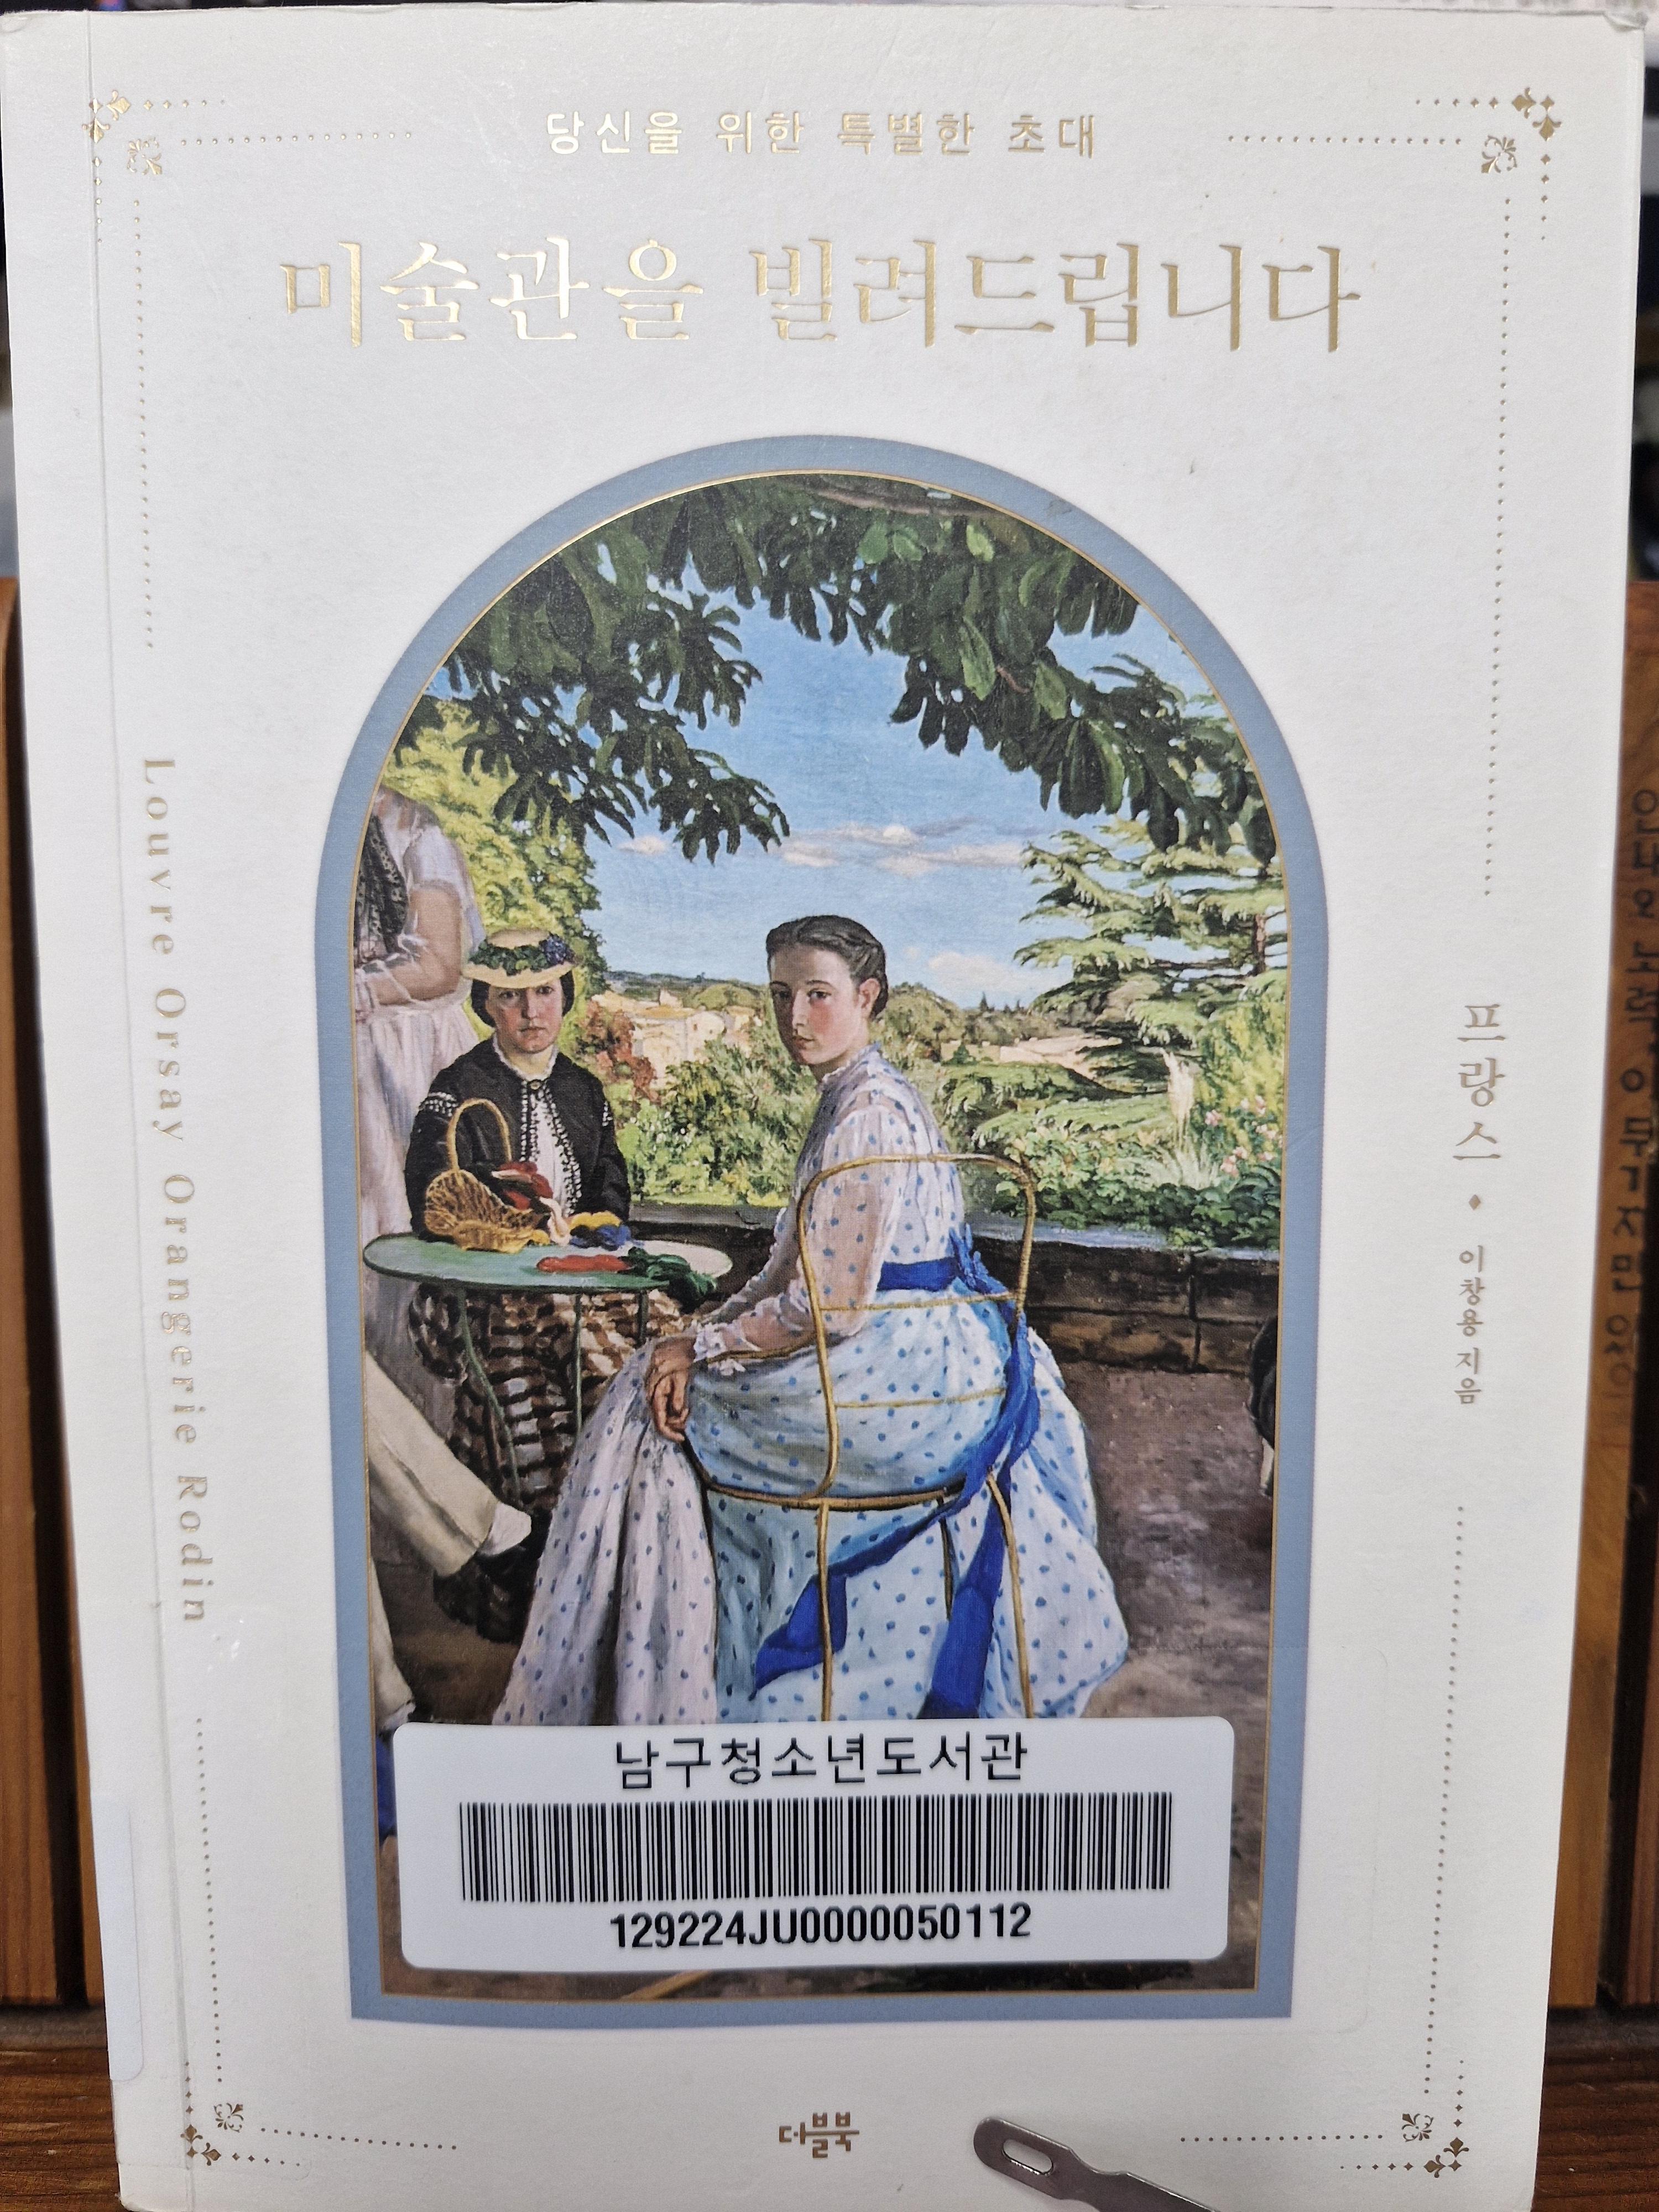 당신을 위한 특별한 초대
미술관을 빌려드립니다
Louvre Orsay Orangerie Rodin
프랑스 ◆ 이창용 지음
남구청소년도서관
129224JU0000050112
더블북